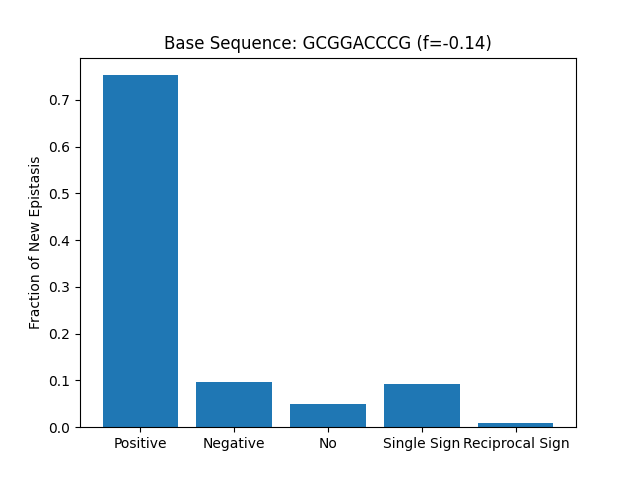 Base Sequence: GCGGACCCG (f=-0.14)
Fraction of New Epistasis
0.7
0.6
0.5
0.4
0.3
0.2
0.1
0.0
Positive Negative No Single Sign Reciprocal Sign